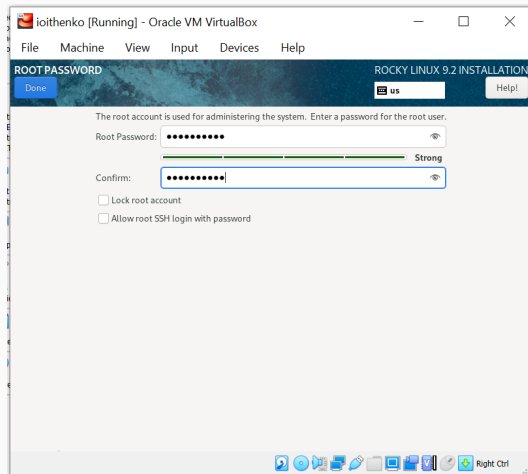 ioithenko [Running] - Oracle VM VirtualBox
File Machine View Input Devices Help
ROOT PASSWORD
ROCKY LINUX 9.2 INSTALLATION
Done
us
Help!
The root account is used for administering the system. Enter a password for the root user.
Root Password: ●●●●●●●●●●
Strong
Confirm: ●●●●●●●●●●
Lock root account
Allow root SSH login with password
Right Ctrl